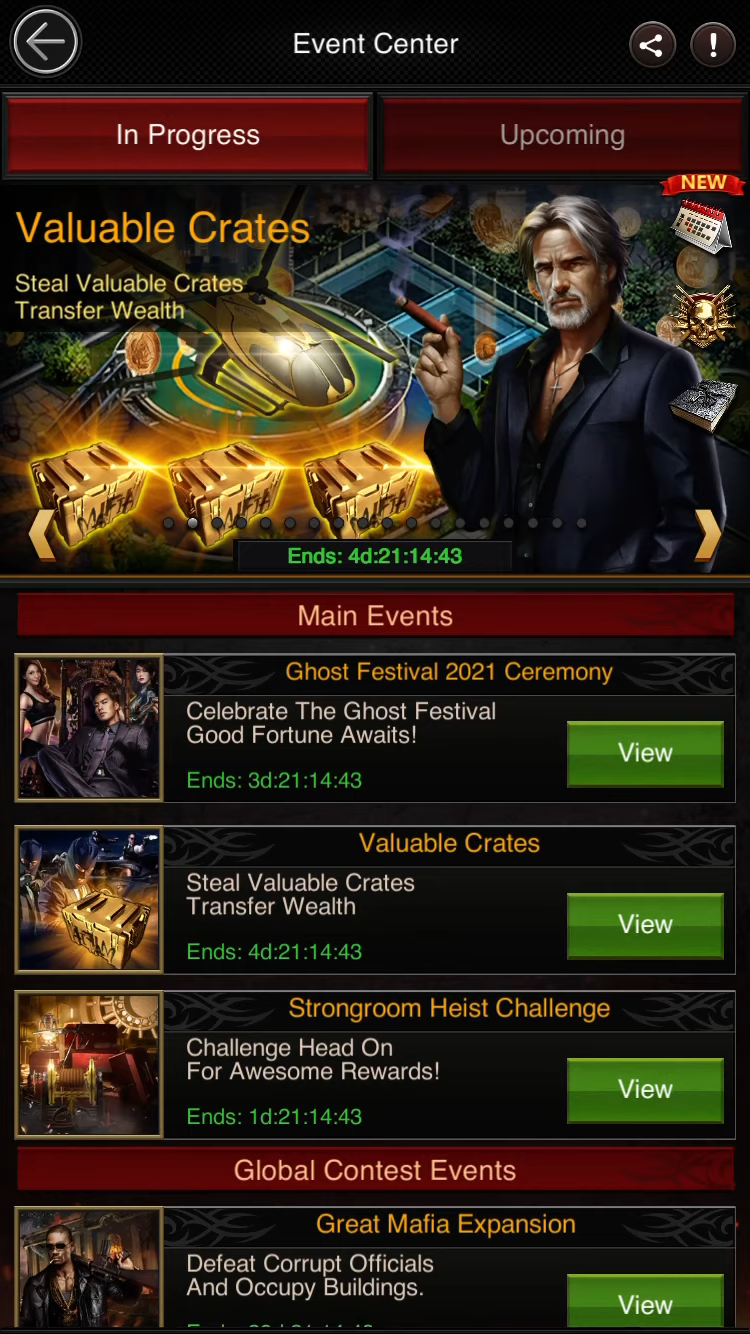 Event Center
In Progress
Upcoming
NEW
Valuable Crates
Steal Valuable Crates
Transfer Wealth
Ends: 4d:21:14:43
Main Events
Ghost Festival 2021 Ceremony
Celebrate The Ghost Festival
Good Fortune Awaits!
View
Ends: 3d:21:14:43
Valuable Crates
Steal Valuable Crates
Transfer Wealth
View
Ends: 4d:21:14:43
Strongroom Heist Challenge
Challenge Head On
For Awesome Rewards!
View
Ends: 1d:21:14:43
Global Contest Events
Great Mafia Expansion
Defeat Corrupt Officials
And Occupy Buildings.
View